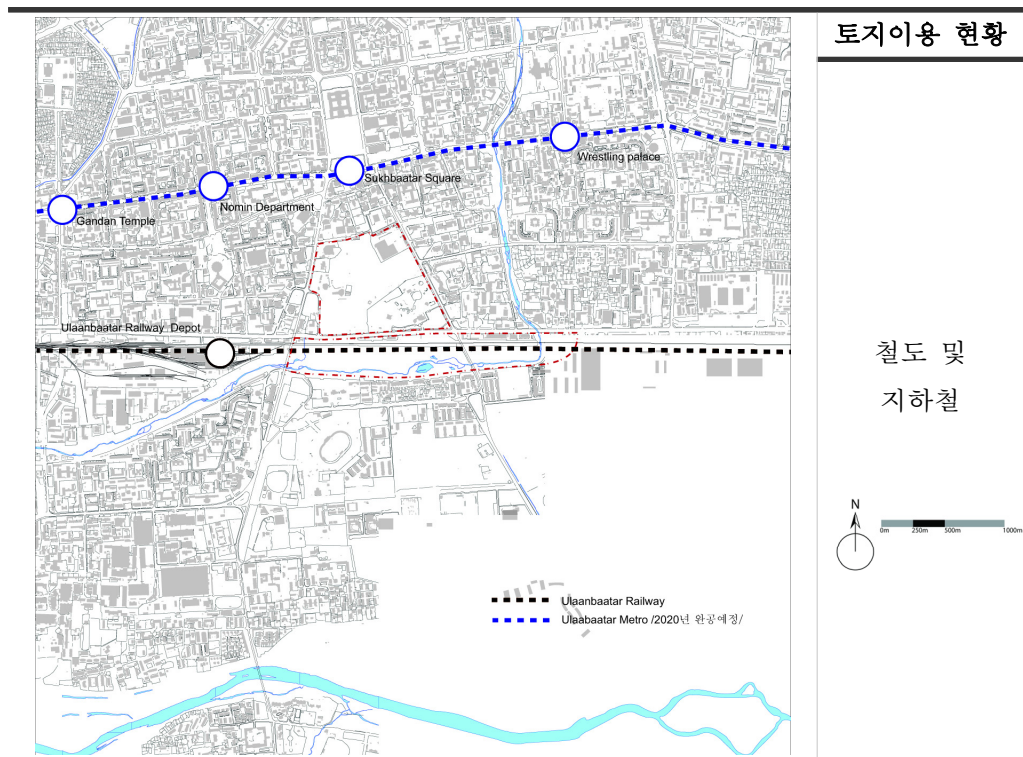 토지이용 현황
Wrestling palace
Sukhbaatar Square
Nomin Department
Gandan Temple
Ulaanbaatar Railway Depot
철도 및
지하철
N
0m 250m 500m 1000m
Ulaanbaatar Railway
Ulaabaatar Metro /2020년 완공예정/